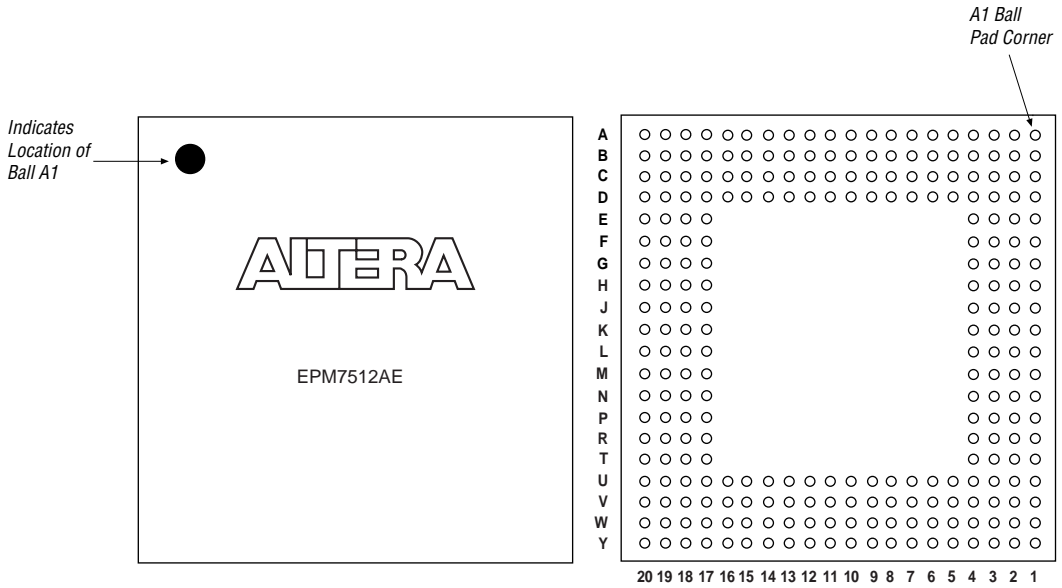 A1 Ball
Pad Corner
Indicates
Location of
Ball A1
ALTERA
EPM7512AE
A
B
C
D
E
F
G
H
J
K
L
M
N
P
R
T
U
V
W
Y
20 19 18 17 16 15 14 13 12 11 10 9 8 7 6 5 4 3 2 1